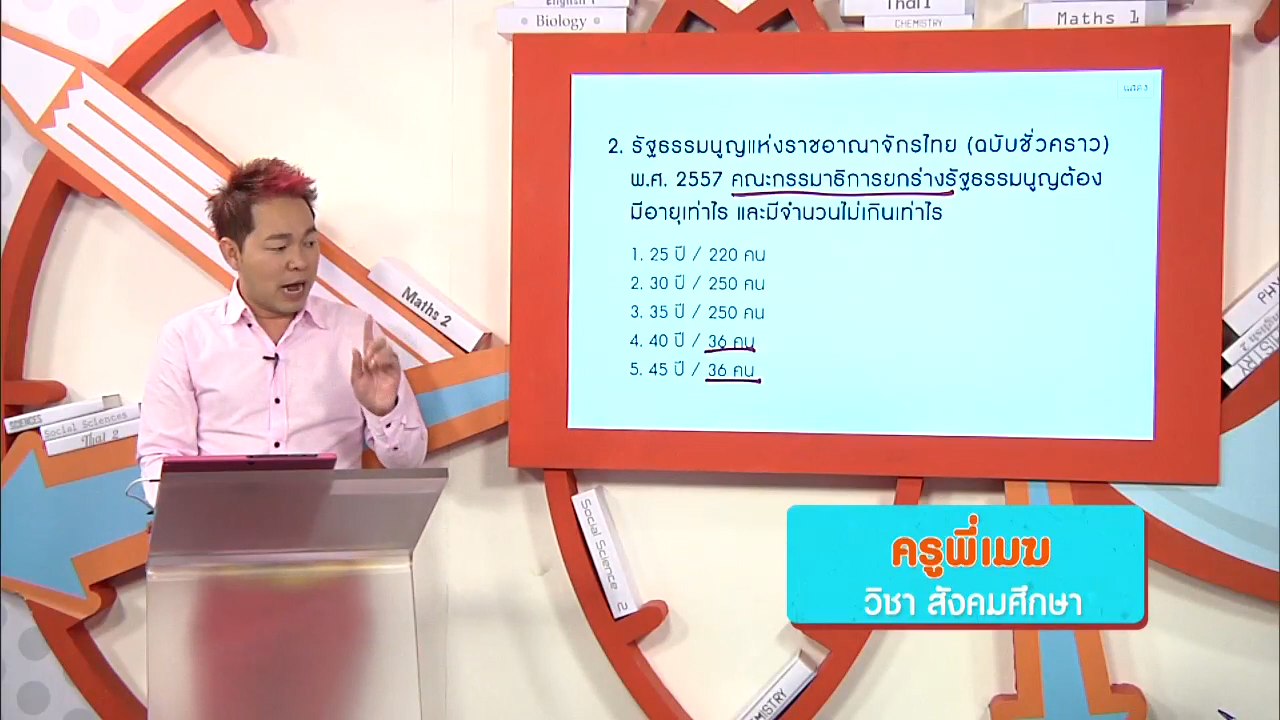 English 1
Biology
Thai 1
CHEMISTRY
Maths 1
2. รัฐธรรมนูญแห่งราชอาณาจักรไทย (ฉบับชั่วคราว)
พ.ศ. 2557 คณะกรรมาธิการยกร่างรัฐธรรมนูญต้อง
มีอายุเท่าไร และมีจำนวนไม่เกินเท่าไร
1. 25 ปี / 220 คน
2. 30 ปี / 250 คน
3. 35 ปี / 250 คน
4. 40 ปี / 36 คน
5. 45 ปี / 36 คน
Maths 2
SCIENCES
Social Sciences
Thai 2
Social Science 2
ครูพี่เมฆ
วิชา สังคมศึกษา